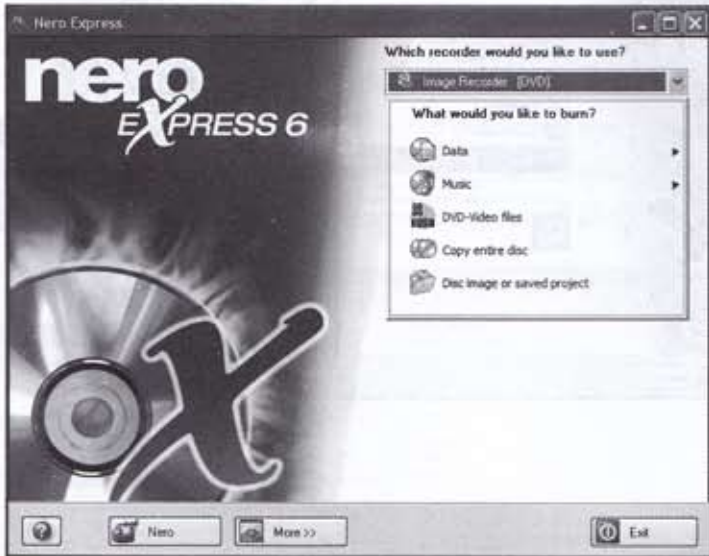 Nero Express
Which recorder would you like to use?
nero
EXPRESS 6
Image Recorder [DVD]
What would you like to burn?
Data
Music
DVD-Video files
Copy entire disc
Disc image or saved project
Nero
More >>
Exit